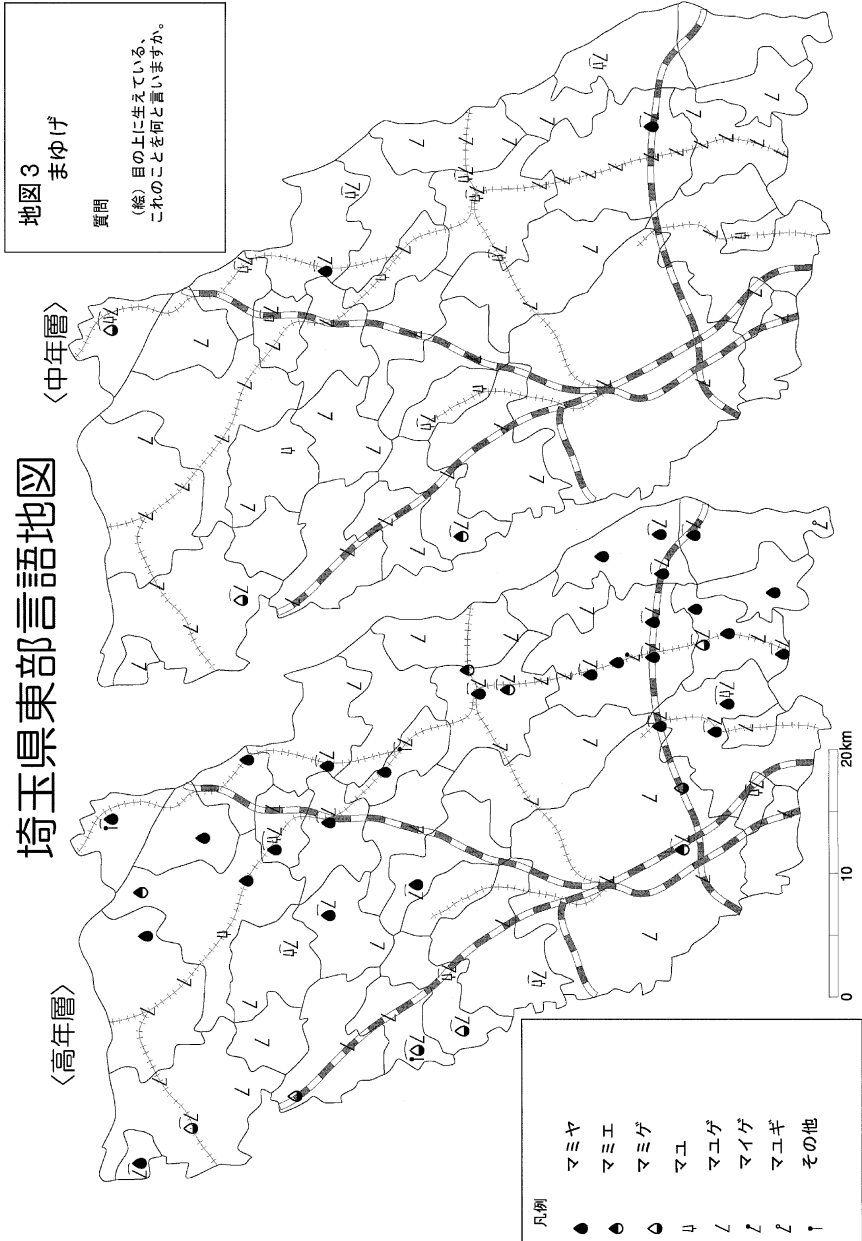 埼玉県東部言語地図
地図3
まゆげ
質問
(絵) 目の上に生えている、
これのことを何と言いますか。
〈高年層〉
〈中年層〉
凡例
マミヤ
マミエ
マミゲ
マユ
マユゲ
マイゲ
マユギ
その他
0 10 20km